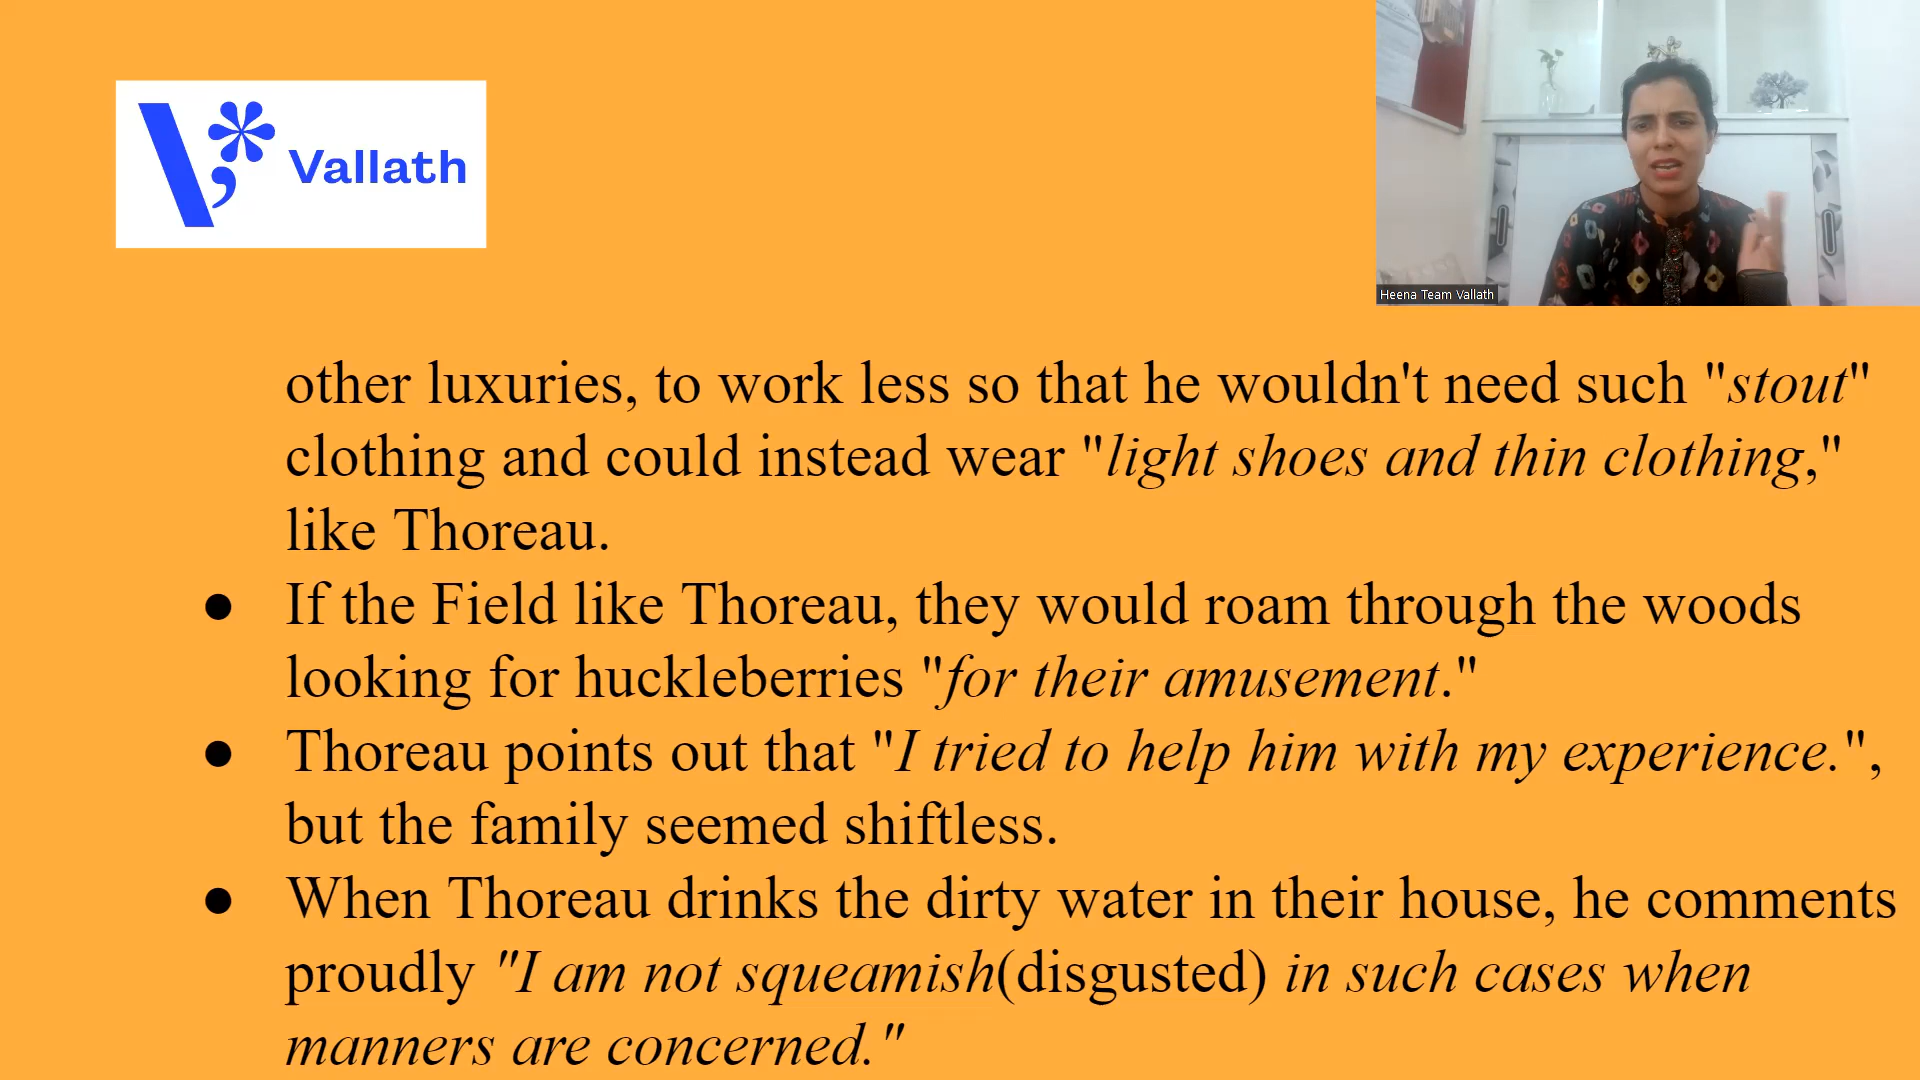 Vallath
Heena Team Vallath
other luxuries, to work less so that he wouldn't need such "stout"
clothing and could instead wear "light shoes and thin clothing,"
like Thoreau.
● If the Field like Thoreau, they would roam through the woods
looking for huckleberries "for their amusement."
● Thoreau points out that "I tried to help him with my experience.",
but the family seemed shiftless.
● When Thoreau drinks the dirty water in their house, he comments
proudly "I am not squeamish(disgusted) in such cases when
manners are concerned."